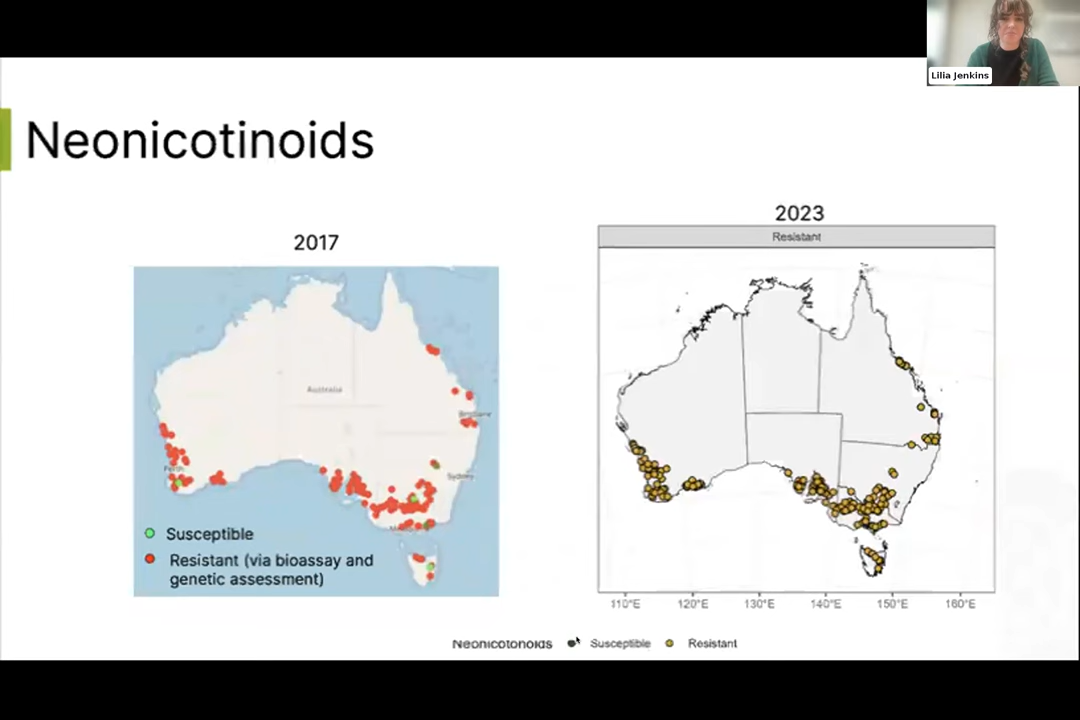 Lilia Jenkins
Neonicotinoids
2017
2023
Resistant
Australia
Brisbane
Perth
Sydney
Susceptible
Resistant (via bioassay and
genetic assessment)
110°E 120°E 130°E 140°E 150°E 160°E
Neonicotonoids Susceptible Resistant